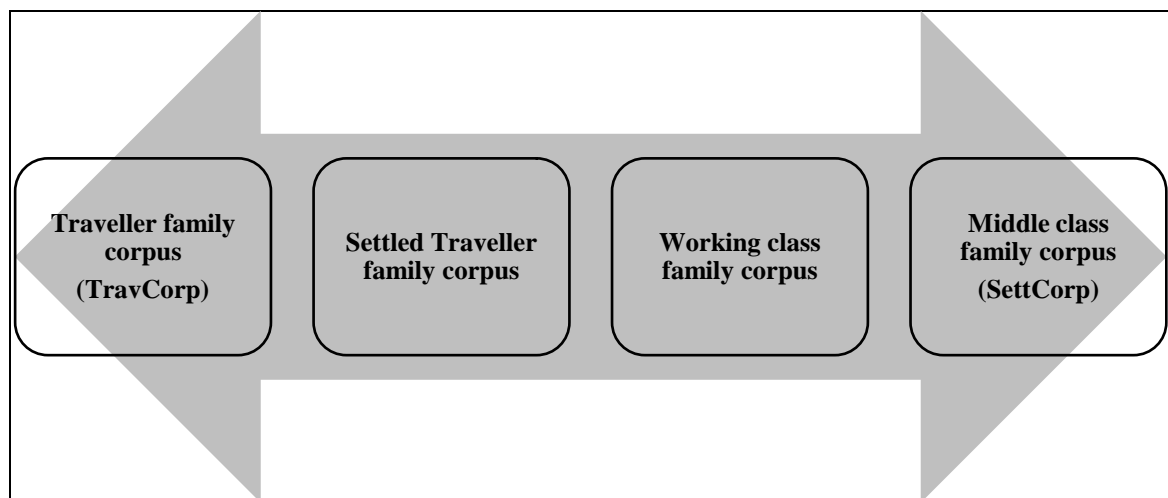 Traveller family
corpus
(TravCorp)
Settled Traveller
family corpus
Working class
family corpus
Middle class
family corpus
(SettCorp)